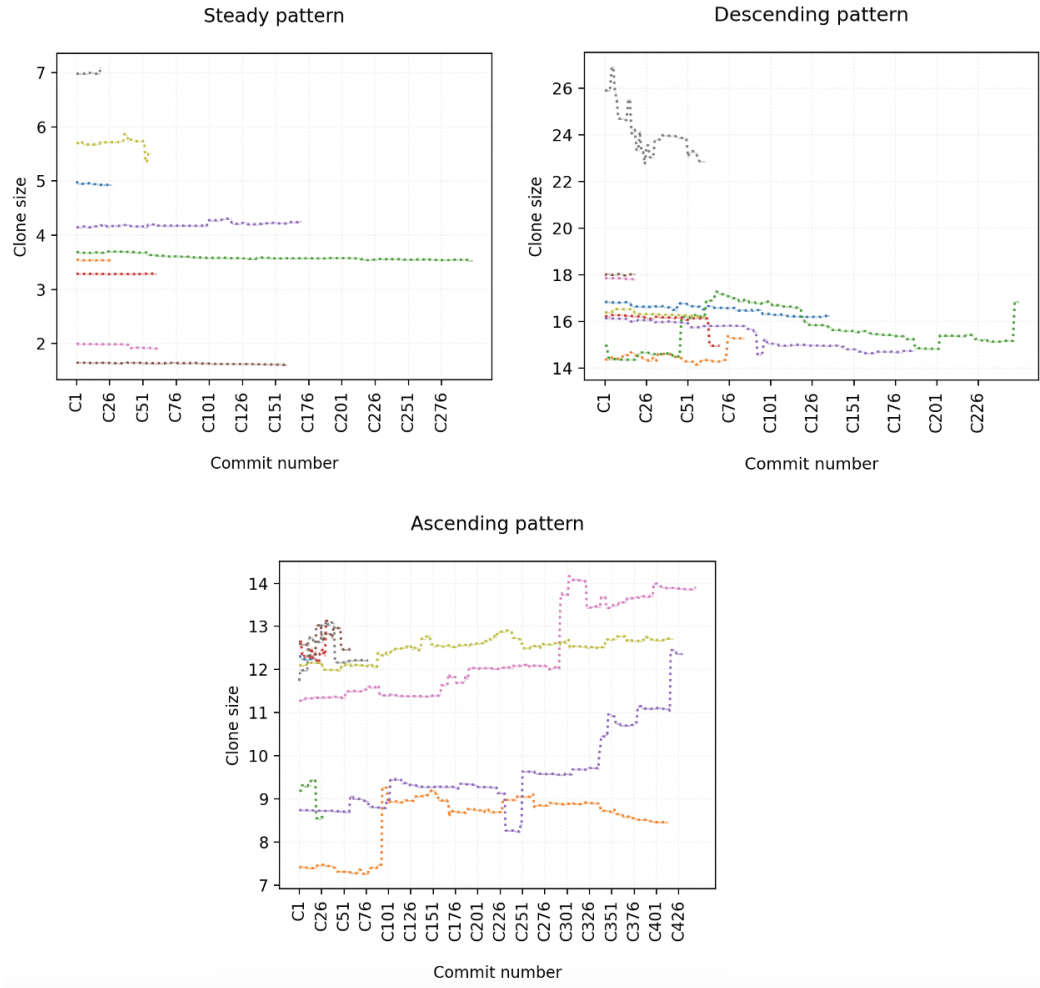 Steady pattern
Clone size
7
6
5
4
3
2
C1 C26 C51 C76 C101 C126 C151 C176 C201 C226 C251 C276
Commit number
Descending pattern
Clone size
26
24
22
20
18
16
14
C1 C26 C51 C76 C101 C126 C151 C176 C201 C226
Commit number
Ascending pattern
Clone size
14
13
12
11
10
9
8
7
C1 C26 C51 C76 C101 C126 C151 C176 C201 C226 C251 C276 C301 C326 C351 C376 C401 C426
Commit number